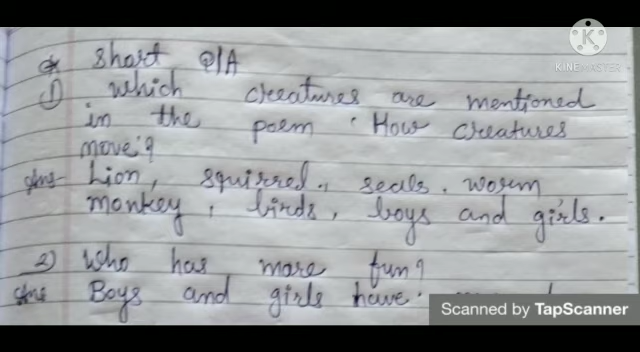 * Short Q/A
1) Which creatures are mentioned
in the poem 'How creatures
move'?
Ans- Lion, squirrel, seals, worm
monkey, birds, boys and girls.
2) Who has more fun?
Ans Boys and girls have
KINEMASTER
Scanned by TapScanner